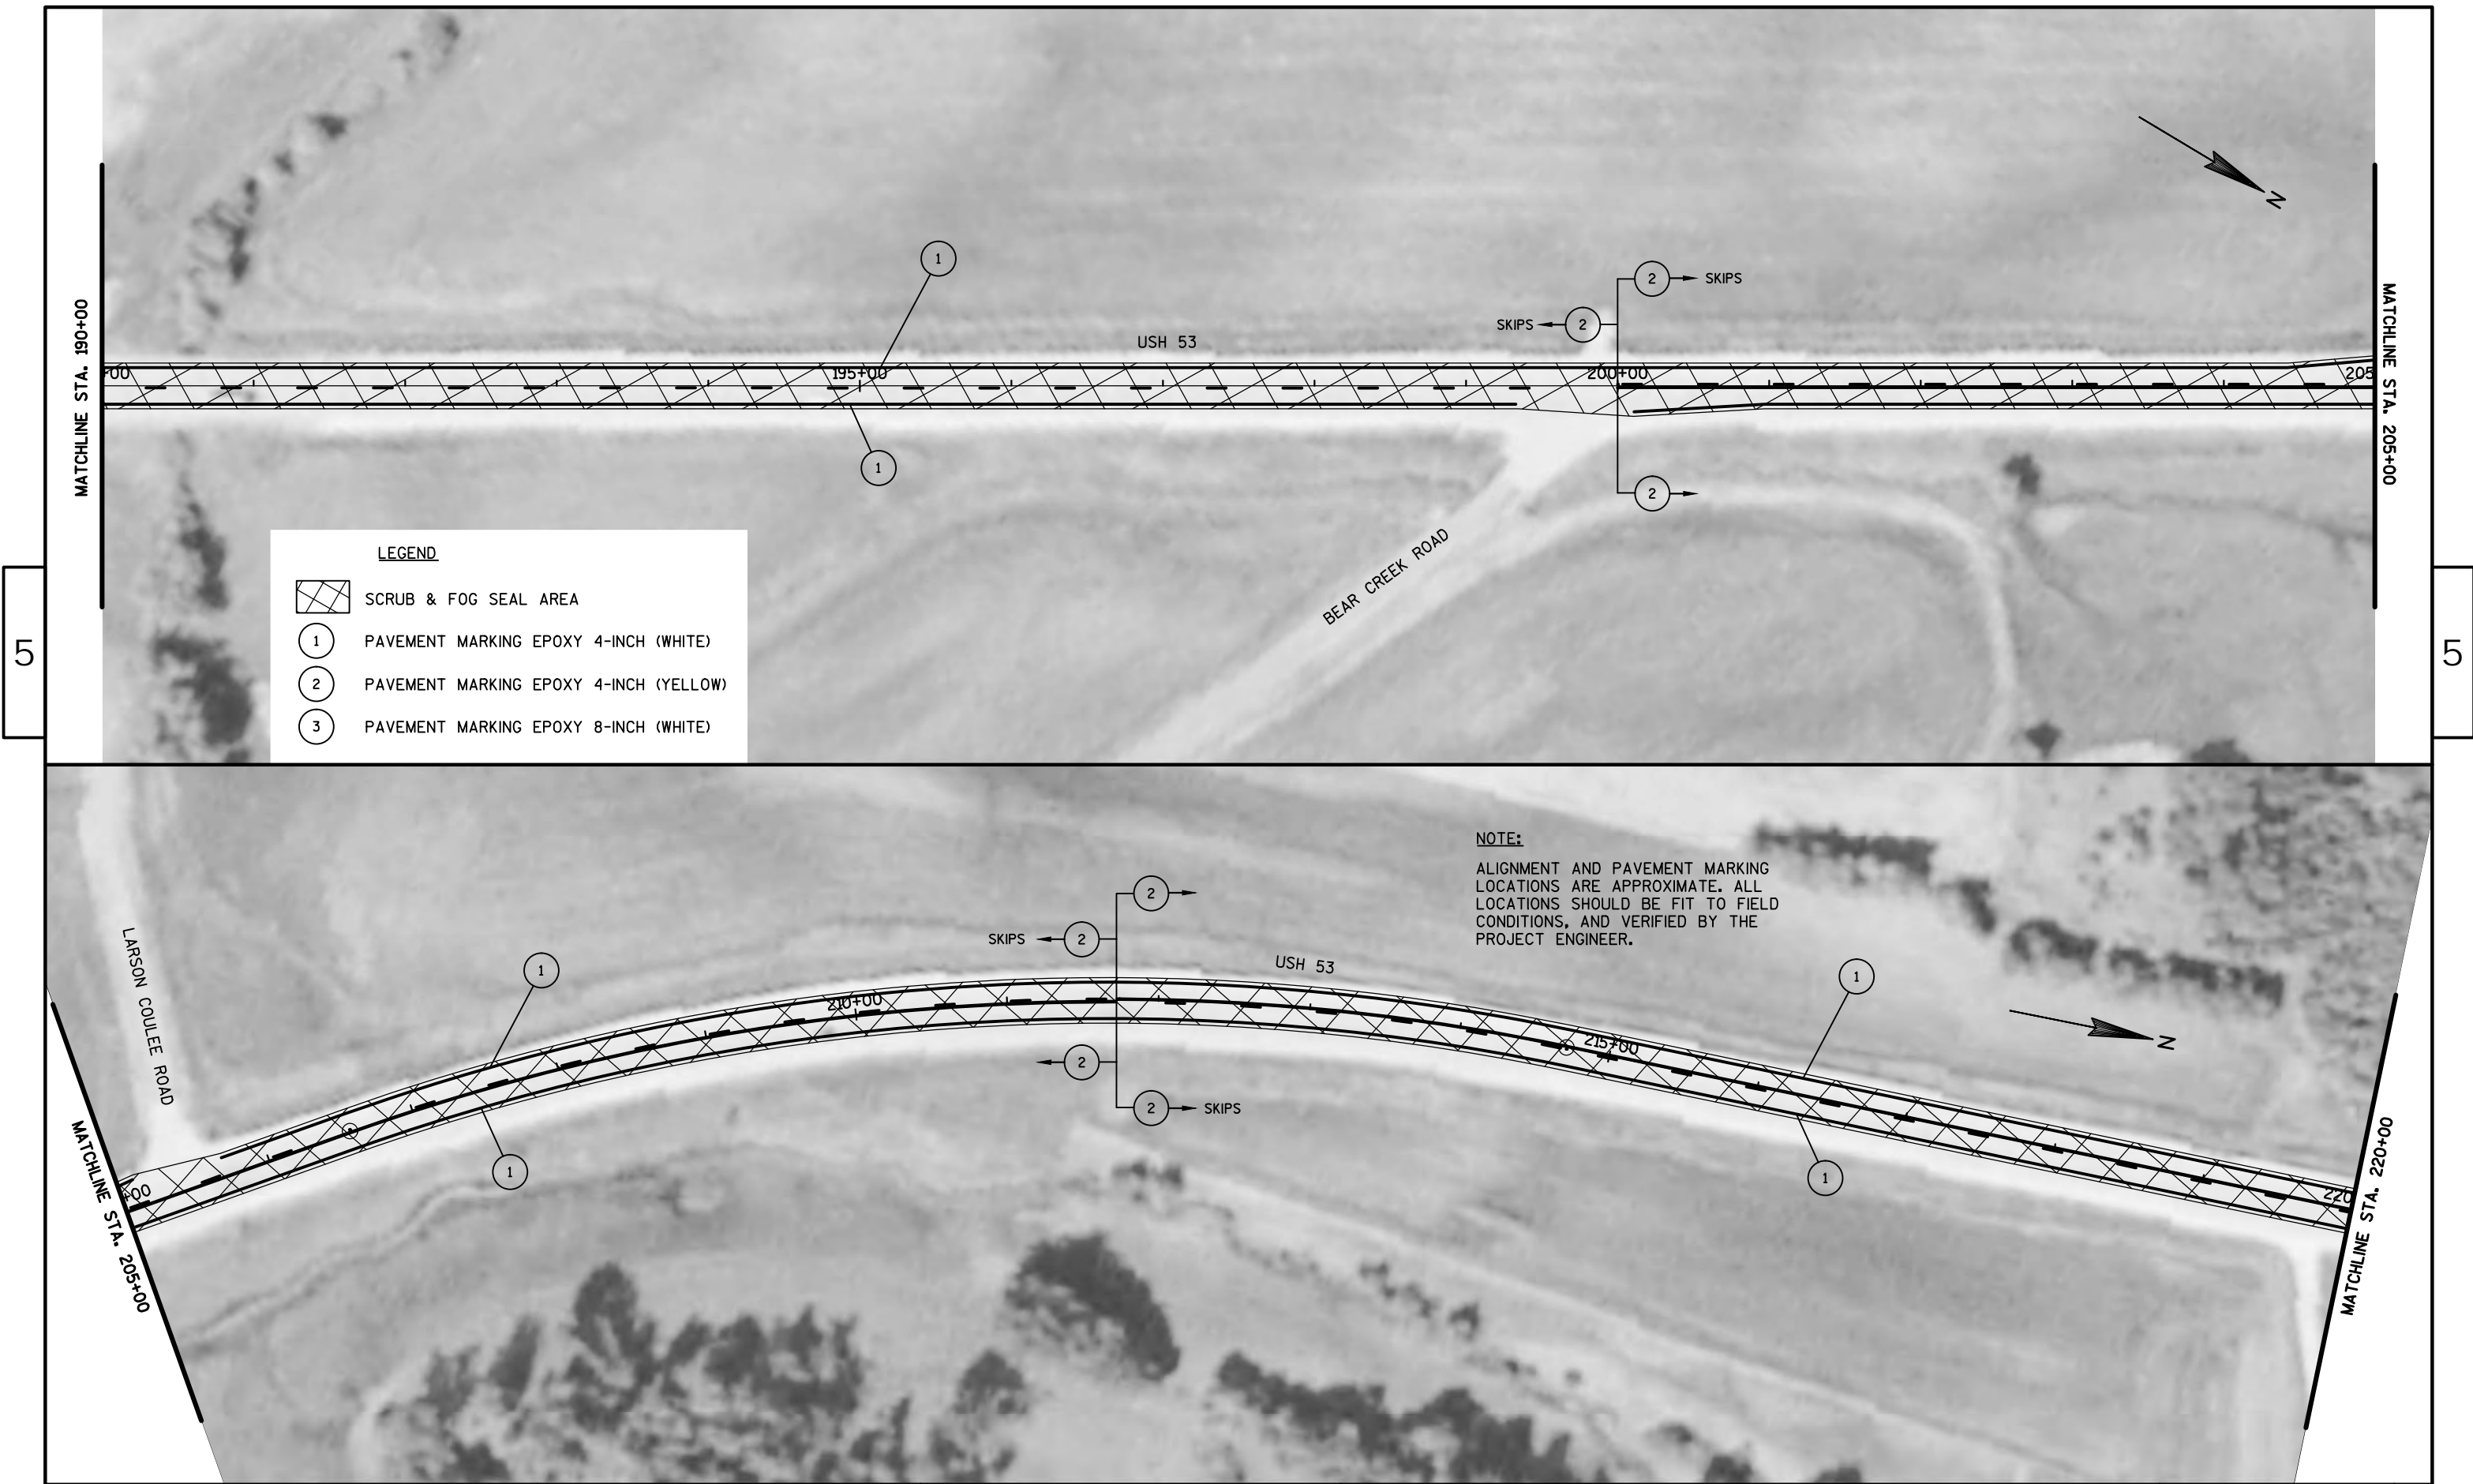 N
1
2 SKIPS
SKIPS 2
USH 53
MATCHLINE STA. 190+00
+00
195+00
200+00
205
MATCHLINE STA. 205+00
1
2
BEAR CREEK ROAD
LEGEND
SCRUB & FOG SEAL AREA
1 PAVEMENT MARKING EPOXY 4-INCH (WHITE)
2 PAVEMENT MARKING EPOXY 4-INCH (YELLOW)
3 PAVEMENT MARKING EPOXY 8-INCH (WHITE)
5
5
NOTE:
ALIGNMENT AND PAVEMENT MARKING
LOCATIONS ARE APPROXIMATE. ALL
LOCATIONS SHOULD BE FIT TO FIELD
CONDITIONS, AND VERIFIED BY THE
PROJECT ENGINEER.
2
SKIPS 2
LARSON COULEE ROAD
1
USH 53
1
N
210+00
215+00
2
2 SKIPS
1
1
+00
220
MATCHLINE STA. 205+00
MATCHLINE STA. 220+00